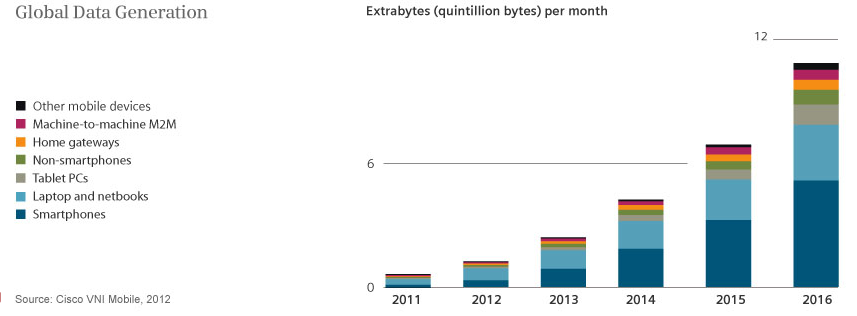 Global Data Generation
Extrabytes (quintillion bytes) per month
12
Other mobile devices
Machine-to-machine M2M
Home gateways
Non-smartphones
Tablet PCs
Laptop and netbooks
Smartphones
6
0
2011 2012 2013 2014 2015 2016
Source: Cisco VNI Mobile, 2012